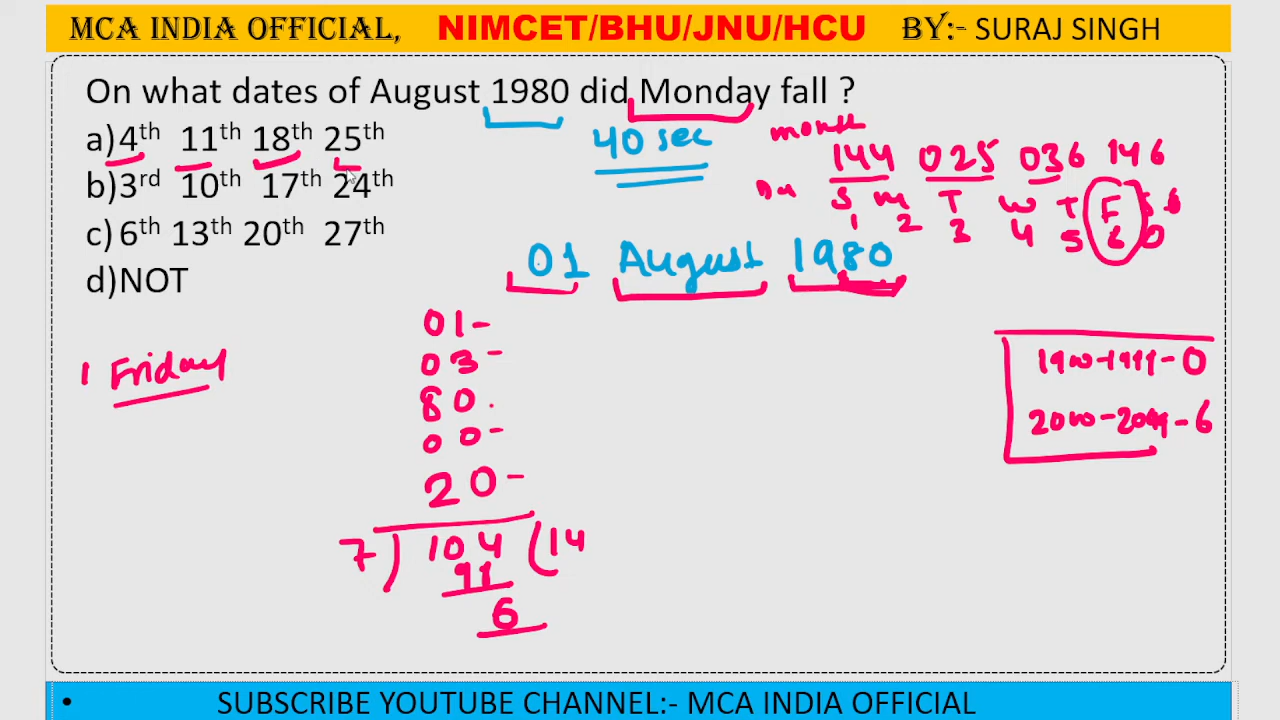 MCA INDIA OFFICIAL, NIMCET/BHU/JNU/HCU BY:- SURAJ SINGH
On what dates of August 1980 did Monday fall ?
a)4th 11th 18th 25th
b)3rd 10th 17th 24th
c)6th 13th 20th 27th
d)NOT
40 sec
month
144 025 036 146
S M T W T F S
1 2 3 4 5 6 0
01 August 1980
1 Friday
01-
03-
80
00-
20-
7) 104 (14
98
6
1900-1999-0
2000-2099-6
• SUBSCRIBE YOUTUBE CHANNEL:- MCA INDIA OFFICIAL